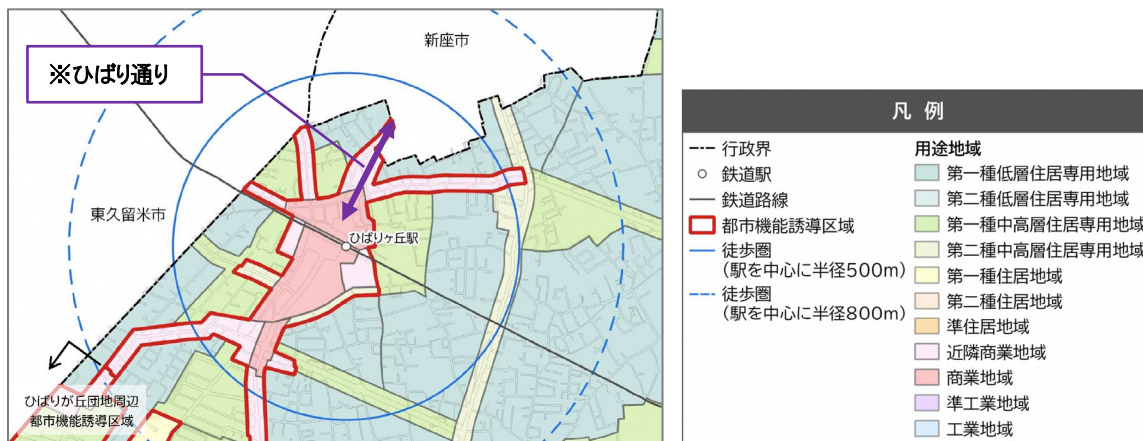 新座市
※ひばり通り
東久留米市
ひばりヶ丘駅
ひばりが丘団地周辺
都市機能誘導区域
凡 例
行政界
鉄道駅
鉄道路線
都市機能誘導区域
徒歩圏
(駅を中心に半径500m)
徒歩圏
(駅を中心に半径800m)
用途地域
第一種低層住居専用地域
第二種低層住居専用地域
第一種中高層住居専用地域
第二種中高層住居専用地域
第一種住居地域
第二種住居地域
準住居地域
近隣商業地域
商業地域
準工業地域
工業地域